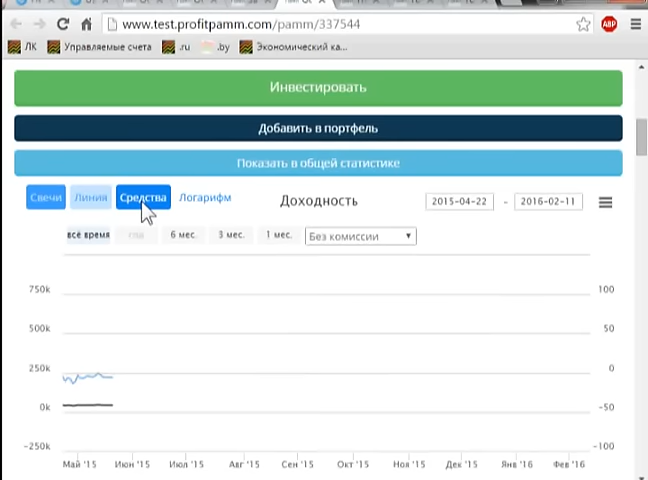 www.test.profitpamm.com/pamm/337544
ABP
ЛК Управляемые счета .ru .by Экономический ка...
Инвестировать
Добавить в портфель
Показать в общей статистике
Свечи Линия Средства Логарифм Доходность 2015-04-22 - 2016-02-11
всё время год 6 мес. 3 мес. 1 мес. Без комиссии
750k 100
500k 50
250k 0
0k -50
-250k -100
Май '15 Июн '15 Июл '15 Авг '15 Сен '15 Окт '15 Ноя '15 Дек '15 Янв '16 Фев '16